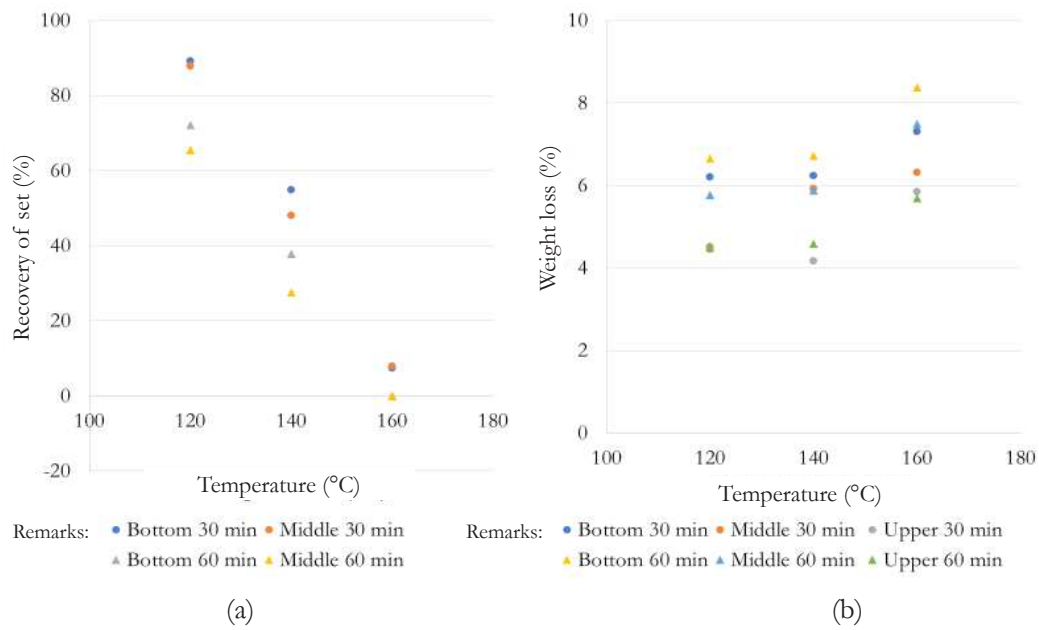 100
80
60
40
20
0
-20
100 120 140 160 180
Recovery of set (%)
Temperature (°C)
Remarks: Bottom 30 min Middle 30 min
Bottom 60 min Middle 60 min
(a)
10
8
6
4
2
0
100 120 140 160 180
Weight loss (%)
Temperature (°C)
Remarks: Bottom 30 min Middle 30 min Upper 30 min
Bottom 60 min Middle 60 min Upper 60 min
(b)